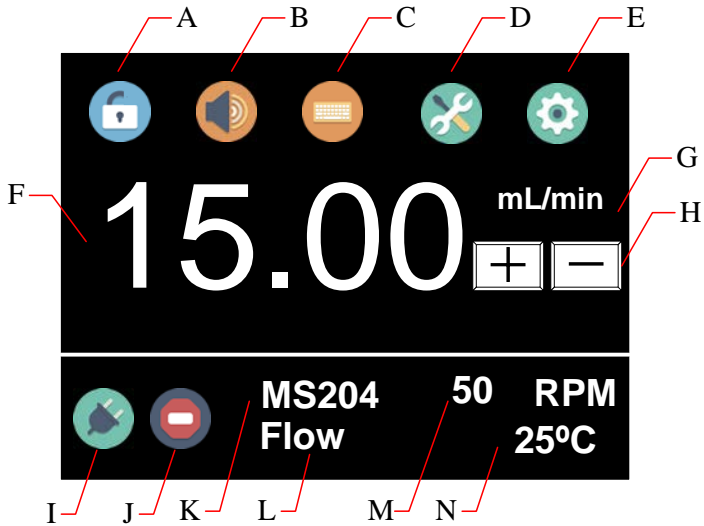 A B C D E
F 15.00 mL/min G
+ − H
MS204 50 RPM
Flow 25ºC
I J K L M N